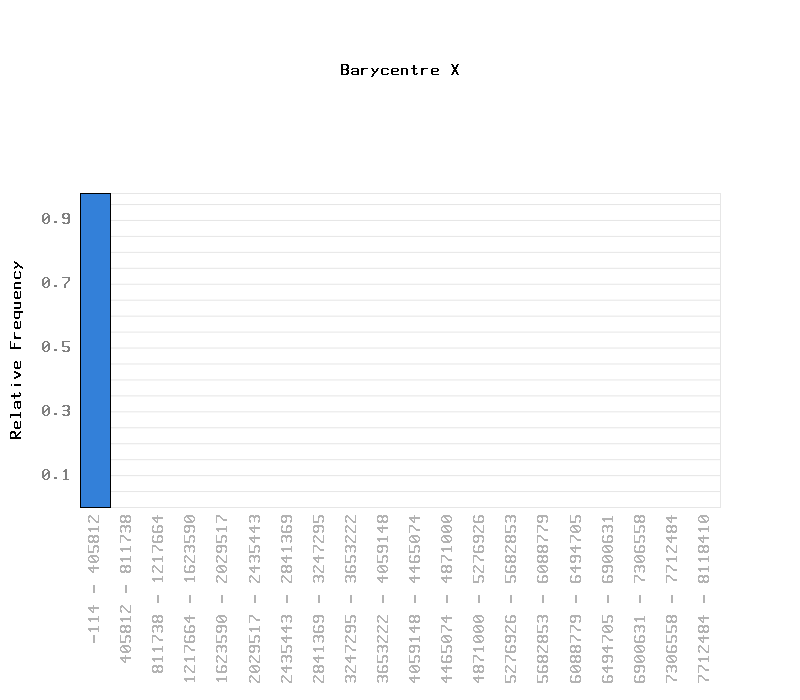 Barycentre X
Relative Frequency
0.9
0.7
0.5
0.3
0.1
-114 - 405812
405812 - 811738
811738 - 1217664
1217664 - 1623590
1623590 - 2029517
2029517 - 2435443
2435443 - 2841369
2841369 - 3247295
3247295 - 3653222
3653222 - 4059148
4059148 - 4465074
4465074 - 4871000
4871000 - 5276926
5276926 - 5682853
5682853 - 6088779
6088779 - 6494705
6494705 - 6900631
6900631 - 7306558
7306558 - 7712484
7712484 - 8118410